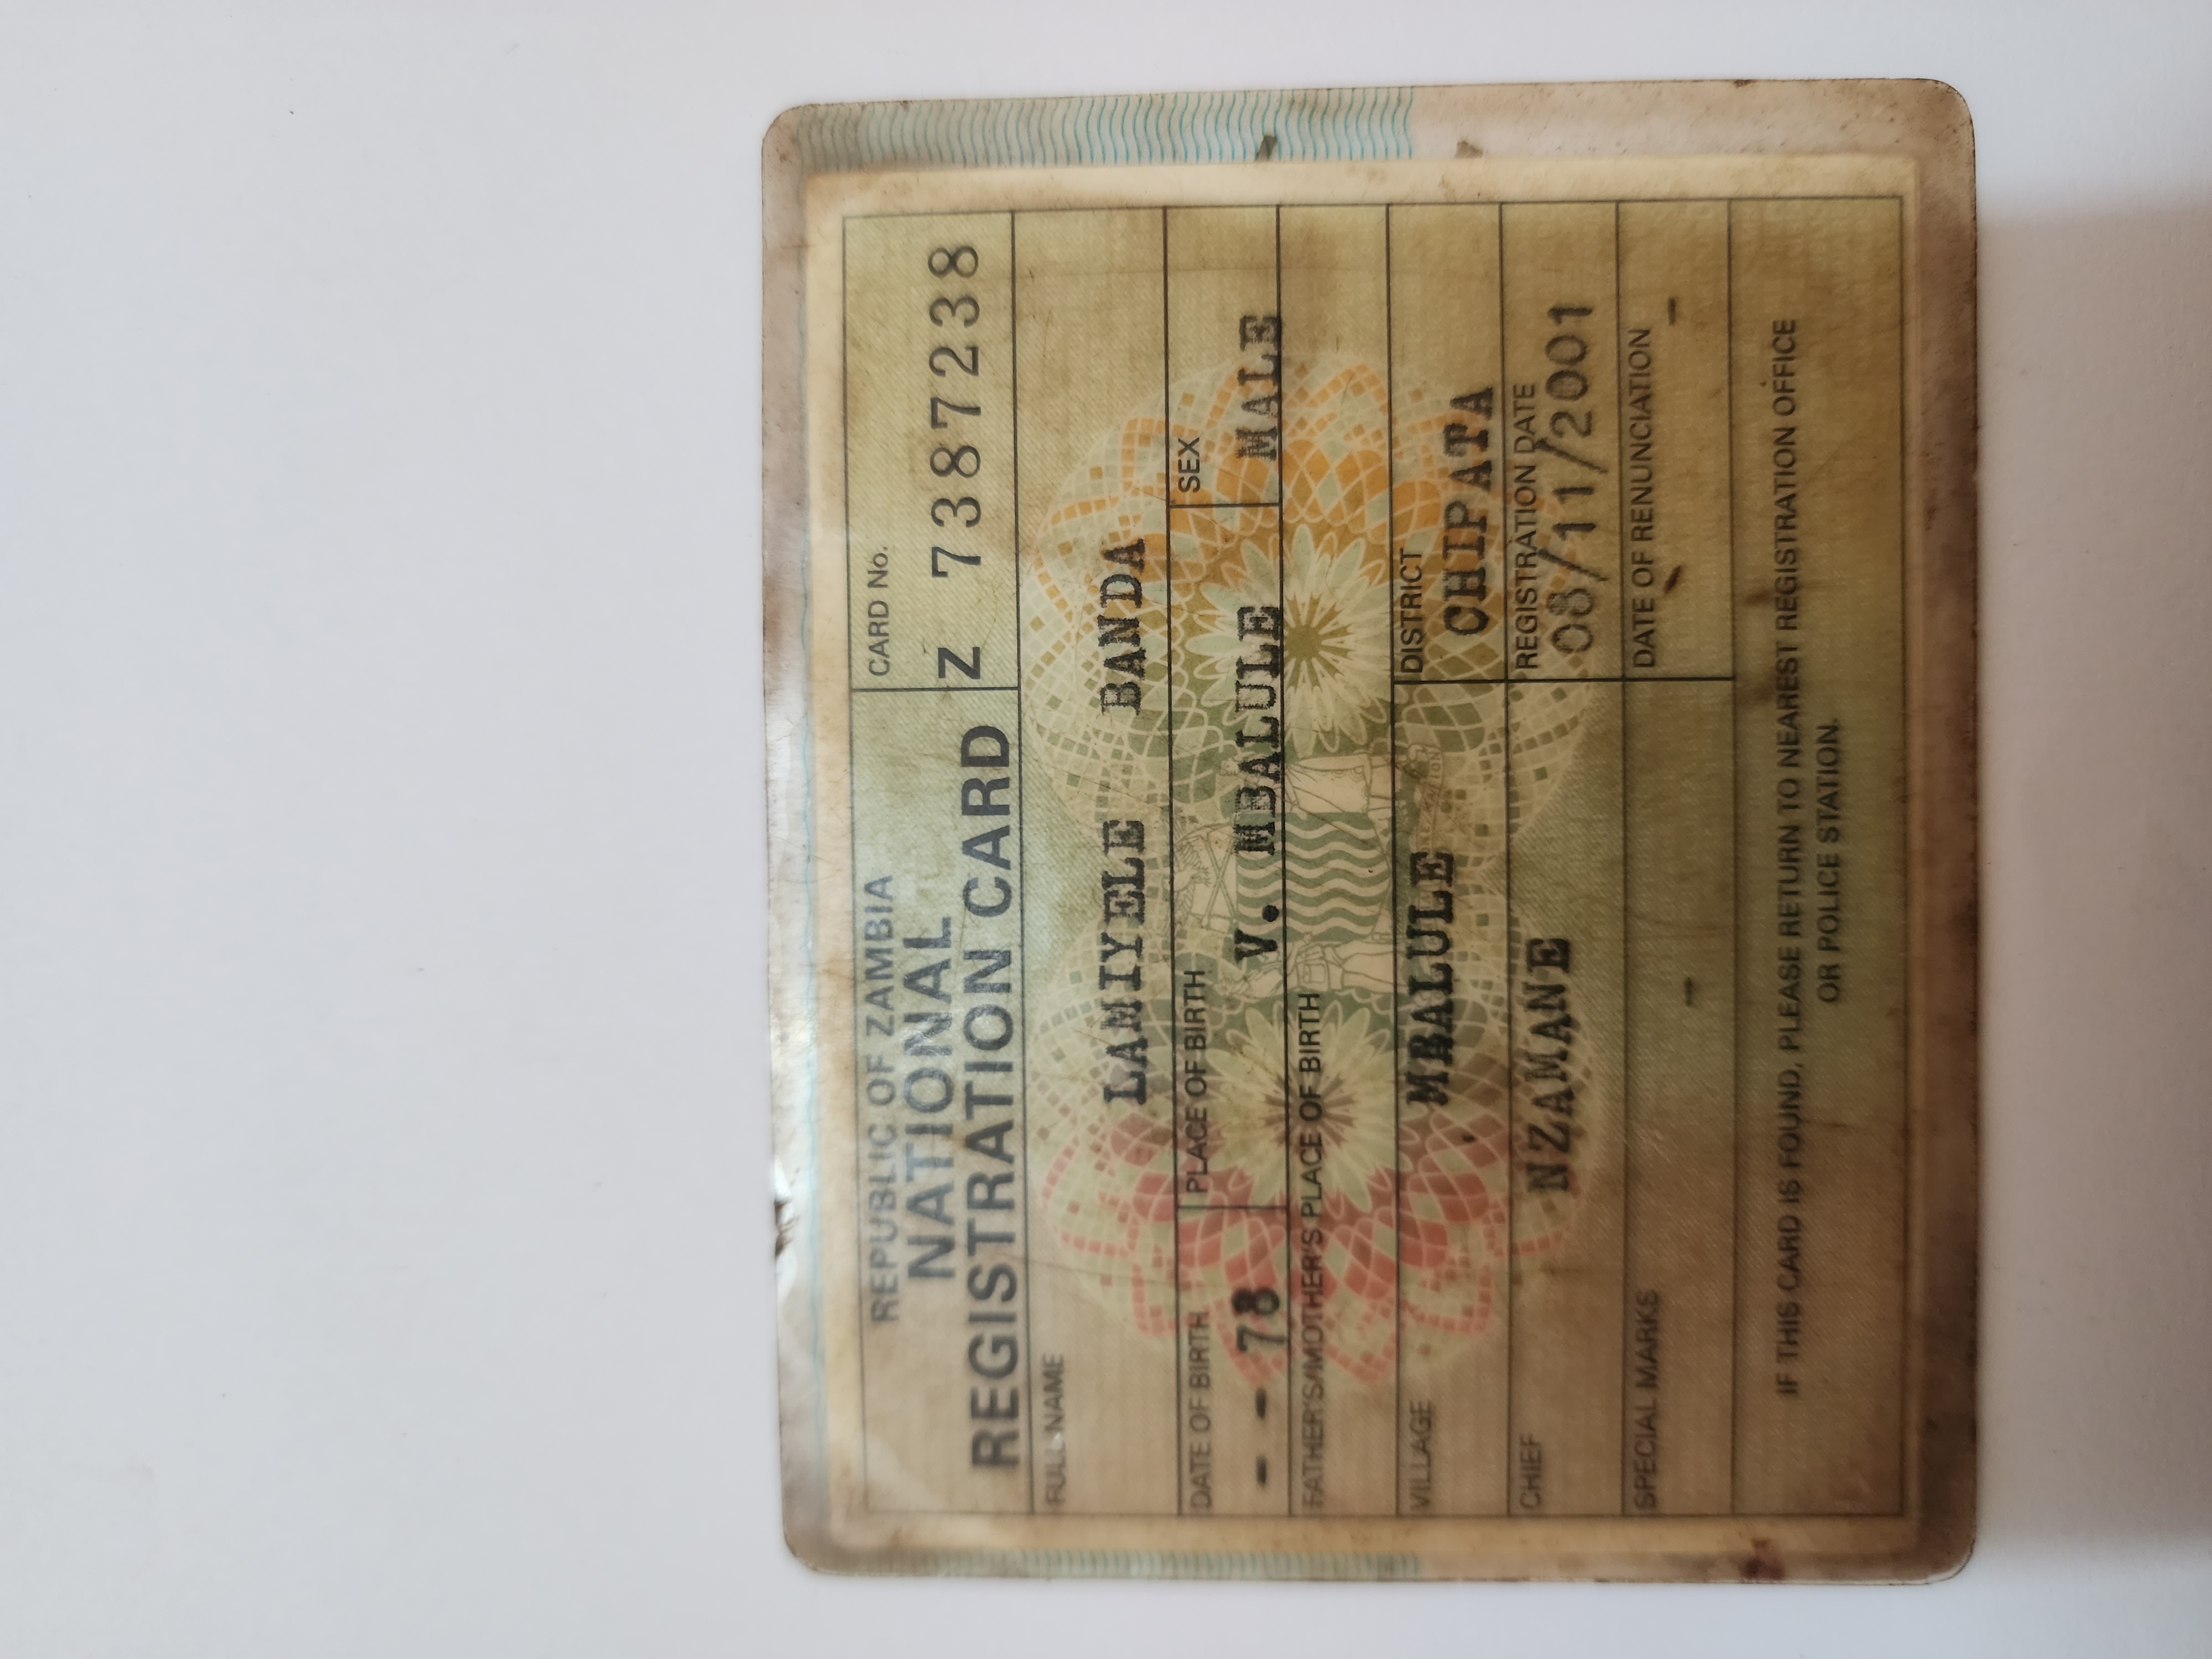 REPUBLIC OF ZAMBIA
NATIONAL
REGISTRATION CARD
CARD No.
Z 7387238
FULL NAME
LAMIYELE BANDA
DATE OF BIRTH
- - 78
PLACE OF BIRTH
V. MBALULE
SEX
MALE
FATHER'S/MOTHER'S PLACE OF BIRTH
VILLAGE
MBALULE
DISTRICT
CHIPATA
CHIEF
NZAMANE
REGISTRATION DATE
08/11/2001
SPECIAL MARKS
-
DATE OF RENUNCIATION
-
IF THIS CARD IS FOUND, PLEASE RETURN TO NEAREST REGISTRATION OFFICE
OR POLICE STATION.